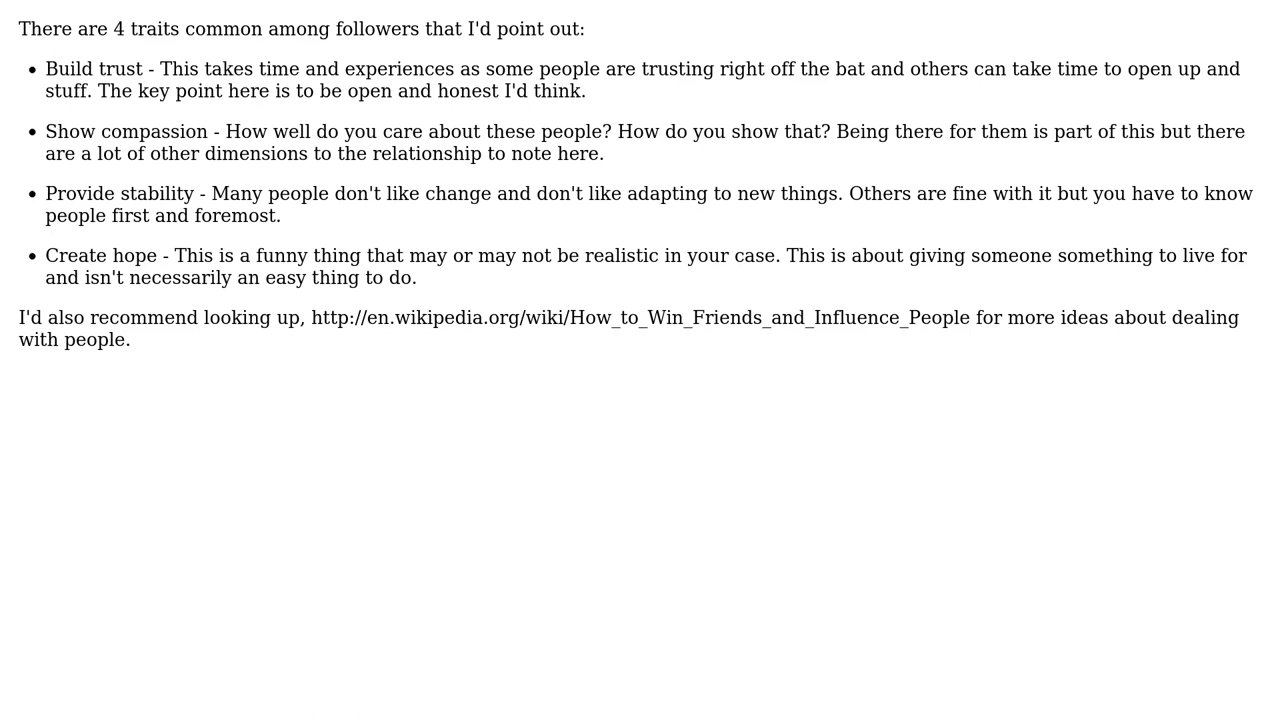 There are 4 traits common among followers that I'd point out:
• Build trust - This takes time and experiences as some people are trusting right off the bat and others can take time to open up and
stuff. The key point here is to be open and honest I'd think.
• Show compassion - How well do you care about these people? How do you show that? Being there for them is part of this but there
are a lot of other dimensions to the relationship to note here.
• Provide stability - Many people don't like change and don't like adapting to new things. Others are fine with it but you have to know
people first and foremost.
• Create hope - This is a funny thing that may or may not be realistic in your case. This is about giving someone something to live for
and isn't necessarily an easy thing to do.
I'd also recommend looking up, http://en.wikipedia.org/wiki/How_to_Win_Friends_and_Influence_People for more ideas about dealing
with people.